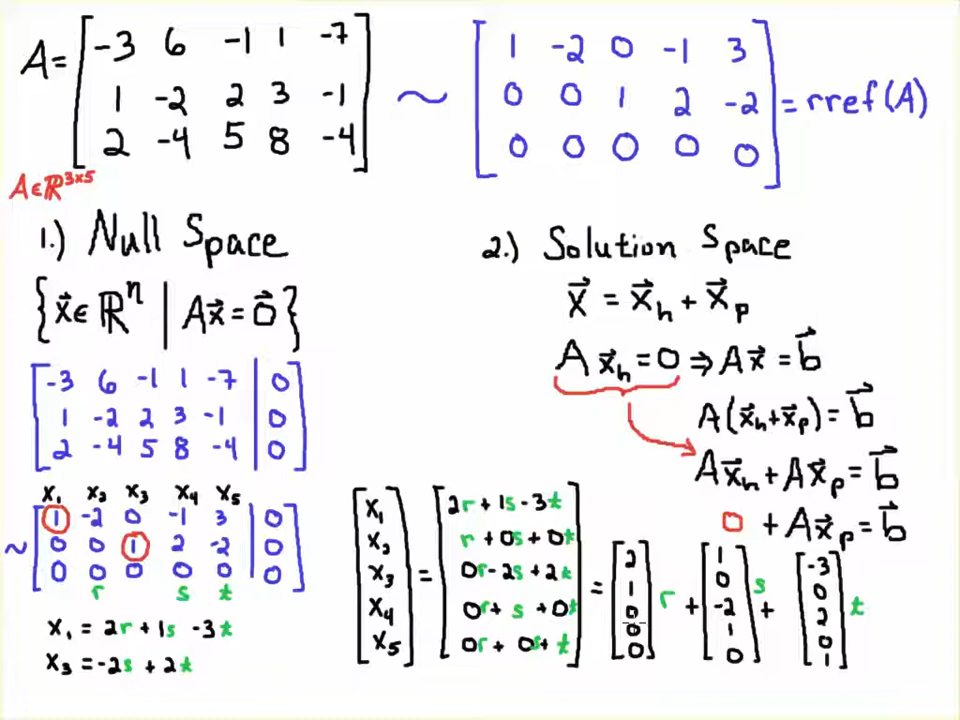 A = [ -3 6 -1 1 -7 ] ~ [ 1 -2 0 -1 3 ] = rref(A)
[ 1 -2 2 3 -1 ] [ 0 0 1 2 -2 ]
[ 2 -4 5 8 -4 ] [ 0 0 0 0 0 ]
A∈ℝ^{3x5}
1.) Null Space
{x⃗∈ℝⁿ | Ax⃗ = 0⃗}
[ -3 6 -1 1 -7 | 0 ]
[ 1 -2 2 3 -1 | 0 ]
[ 2 -4 5 8 -4 | 0 ]
x₁ x₂ x₃ x₄ x₅
~ [ 1 -2 0 -1 3 | 0 ]
[ 0 0 1 2 -2 | 0 ]
[ 0 0 0 0 0 | 0 ]
r s t
x₁ = 2r + 1s - 3t
x₃ = -2s + 2t
2.) Solution Space
x⃗ = x⃗ₕ + x⃗ₚ
Ax⃗ₕ = 0 ⇒ Ax⃗ = b⃗
A(x⃗ₕ+x⃗ₚ) = b⃗
Ax⃗ₕ + Ax⃗ₚ = b⃗
0 + Ax⃗ₚ = b⃗
[ x₁ ] [ 2r + 1s - 3t ] [ 2 ] [ 1 ] [ -3 ]
[ x₂ ] [ r + 0s + 0t ] [ 1 ] [ 0 ] [ 0 ]
[ x₃ ] = [ 0r - 2s + 2t ] = [ 0 ] r + [ -2 ] s + [ 2 ] t
[ x₄ ] [ 0r + s + 0t ] [ 0 ] [ 1 ] [ 0 ]
[ x₅ ] [ 0r + 0s + t ] [ 0 ] [ 0 ] [ 1 ]